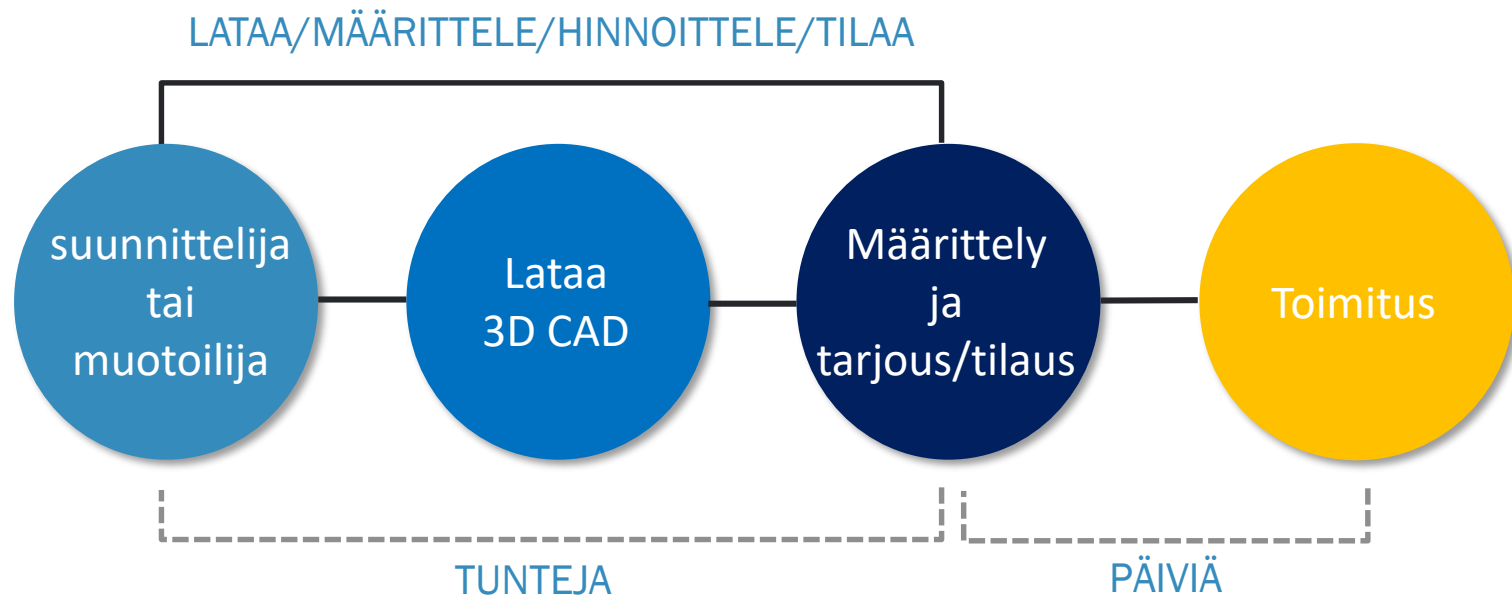 LATAA/MÄÄRITTELE/HINNOITTELE/TILAA
suunnittelija
tai
muotoilija
Lataa
3D CAD
Määrittely
ja
tarjous/tilaus
Toimitus
TUNTEJA
PÄIVIÄ